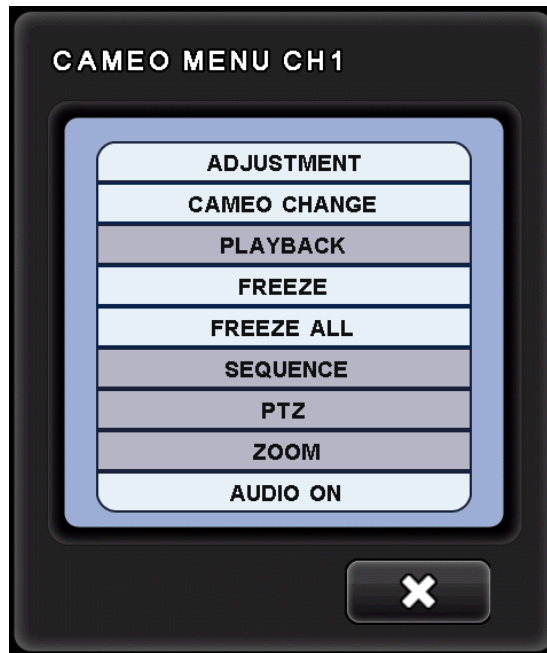 CAMEO MENU CH1
ADJUSTMENT
CAMEO CHANGE
PLAYBACK
FREEZE
FREEZE ALL
SEQUENCE
PTZ
ZOOM
AUDIO ON